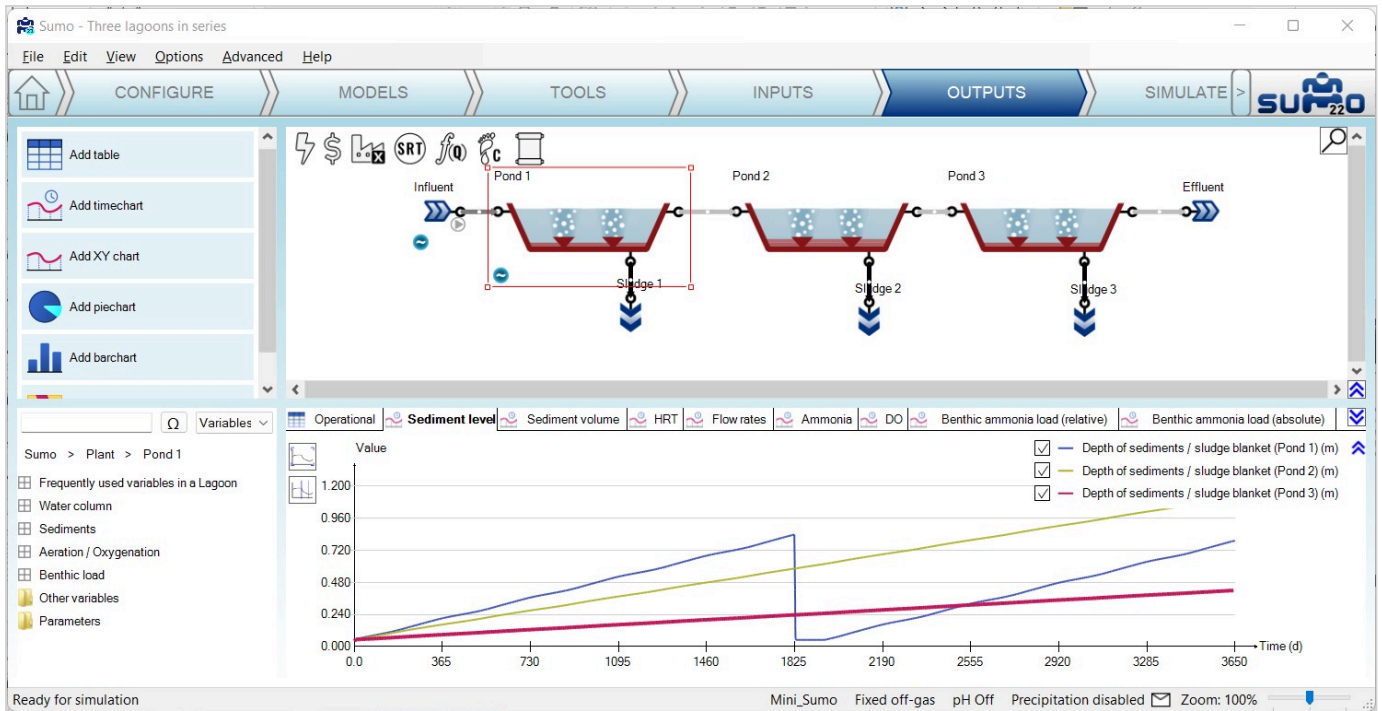 Sumo - Three lagoons in series
File Edit View Options Advanced Help
CONFIGURE MODELS TOOLS INPUTS OUTPUTS SIMULATE >
SUMO 22
Add table
Add timechart
Add XY chart
Add piechart
Add barchart
$ x SRT f(Q) C
Influent Pond 1 Pond 2 Pond 3 Effluent
Sludge 1 Sludge 2 Sludge 3
Ω Variables
Sumo > Plant > Pond 1
Frequently used variables in a Lagoon
Water column
Sediments
Aeration / Oxygenation
Benthic load
Other variables
Parameters
Operational Sediment level Sediment volume HRT Flow rates Ammonia DO Benthic ammonia load (relative) Benthic ammonia load (absolute)
Value
Depth of sediments / sludge blanket (Pond 1) (m)
Depth of sediments / sludge blanket (Pond 2) (m)
Depth of sediments / sludge blanket (Pond 3) (m)
1.200
0.960
0.720
0.480
0.240
0.000
0.0 365 730 1095 1460 1825 2190 2555 2920 3285 3650
Time (d)
Ready for simulation
Mini_Sumo Fixed off-gas pH Off Precipitation disabled Zoom: 100%